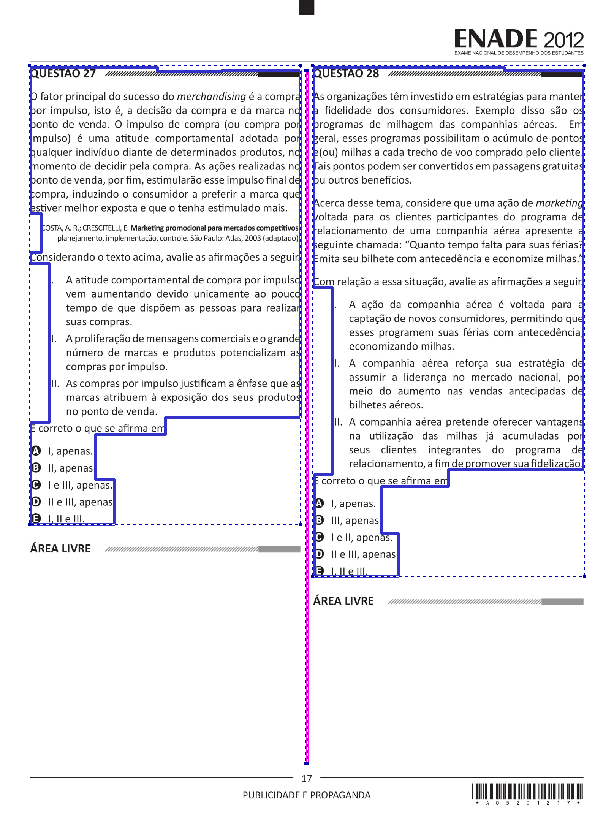 ENADE 2012
EXAME NACIONAL DE DESEMPENHO DOS ESTUDANTES
QUESTÃO 27
O fator principal do sucesso do merchandising é a compra
por impulso, isto é, a decisão da compra e da marca no
ponto de venda. O impulso de compra (ou compra por
impulso) é uma atitude comportamental adotada por
qualquer indivíduo diante de determinados produtos, no
momento de decidir pela compra. As ações realizadas no
ponto de venda, por fim, estimularão esse impulso final de
compra, induzindo o consumidor a preferir a marca que
estiver melhor exposta e que o tenha estimulado mais.
COSTA, A. R.; CRESCITELLI, E. Marketing promocional para mercados competitivos:
planejamento, implementação, controle. São Paulo: Atlas, 2003 (adaptado).
Considerando o texto acima, avalie as afirmações a seguir.
I. A atitude comportamental de compra por impulso
vem aumentando devido unicamente ao pouco
tempo de que dispõem as pessoas para realizar
suas compras.
II. A proliferação de mensagens comerciais e o grande
número de marcas e produtos potencializam as
compras por impulso.
III. As compras por impulso justificam a ênfase que as
marcas atribuem à exposição dos seus produtos
no ponto de venda.
É correto o que se afirma em
A I, apenas.
B II, apenas.
C I e III, apenas.
D II e III, apenas.
E I, II e III.
ÁREA LIVRE
QUESTÃO 28
As organizações têm investido em estratégias para manter
a fidelidade dos consumidores. Exemplo disso são os
programas de milhagem das companhias aéreas. Em
geral, esses programas possibilitam o acúmulo de pontos
e(ou) milhas a cada trecho de voo comprado pelo cliente.
Tais pontos podem ser convertidos em passagens gratuitas
ou outros benefícios.
Acerca desse tema, considere que uma ação de marketing
voltada para os clientes participantes do programa de
relacionamento de uma companhia aérea apresente a
seguinte chamada: “Quanto tempo falta para suas férias?
Emita seu bilhete com antecedência e economize milhas.”
Com relação a essa situação, avalie as afirmações a seguir.
I. A ação da companhia aérea é voltada para a
captação de novos consumidores, permitindo que
esses programem suas férias com antecedência,
economizando milhas.
II. A companhia aérea reforça sua estratégia de
assumir a liderança no mercado nacional, por
meio do aumento nas vendas antecipadas de
bilhetes aéreos.
III. A companhia aérea pretende oferecer vantagens
na utilização das milhas já acumuladas por
seus clientes integrantes do programa de
relacionamento, a fim de promover sua fidelização.
É correto o que se afirma em
A I, apenas.
B III, apenas.
C I e II, apenas.
D II e III, apenas.
E I, II e III.
ÁREA LIVRE
17
PUBLICIDADE E PROPAGANDA
* A 0 5 2 0 1 2 1 7 *